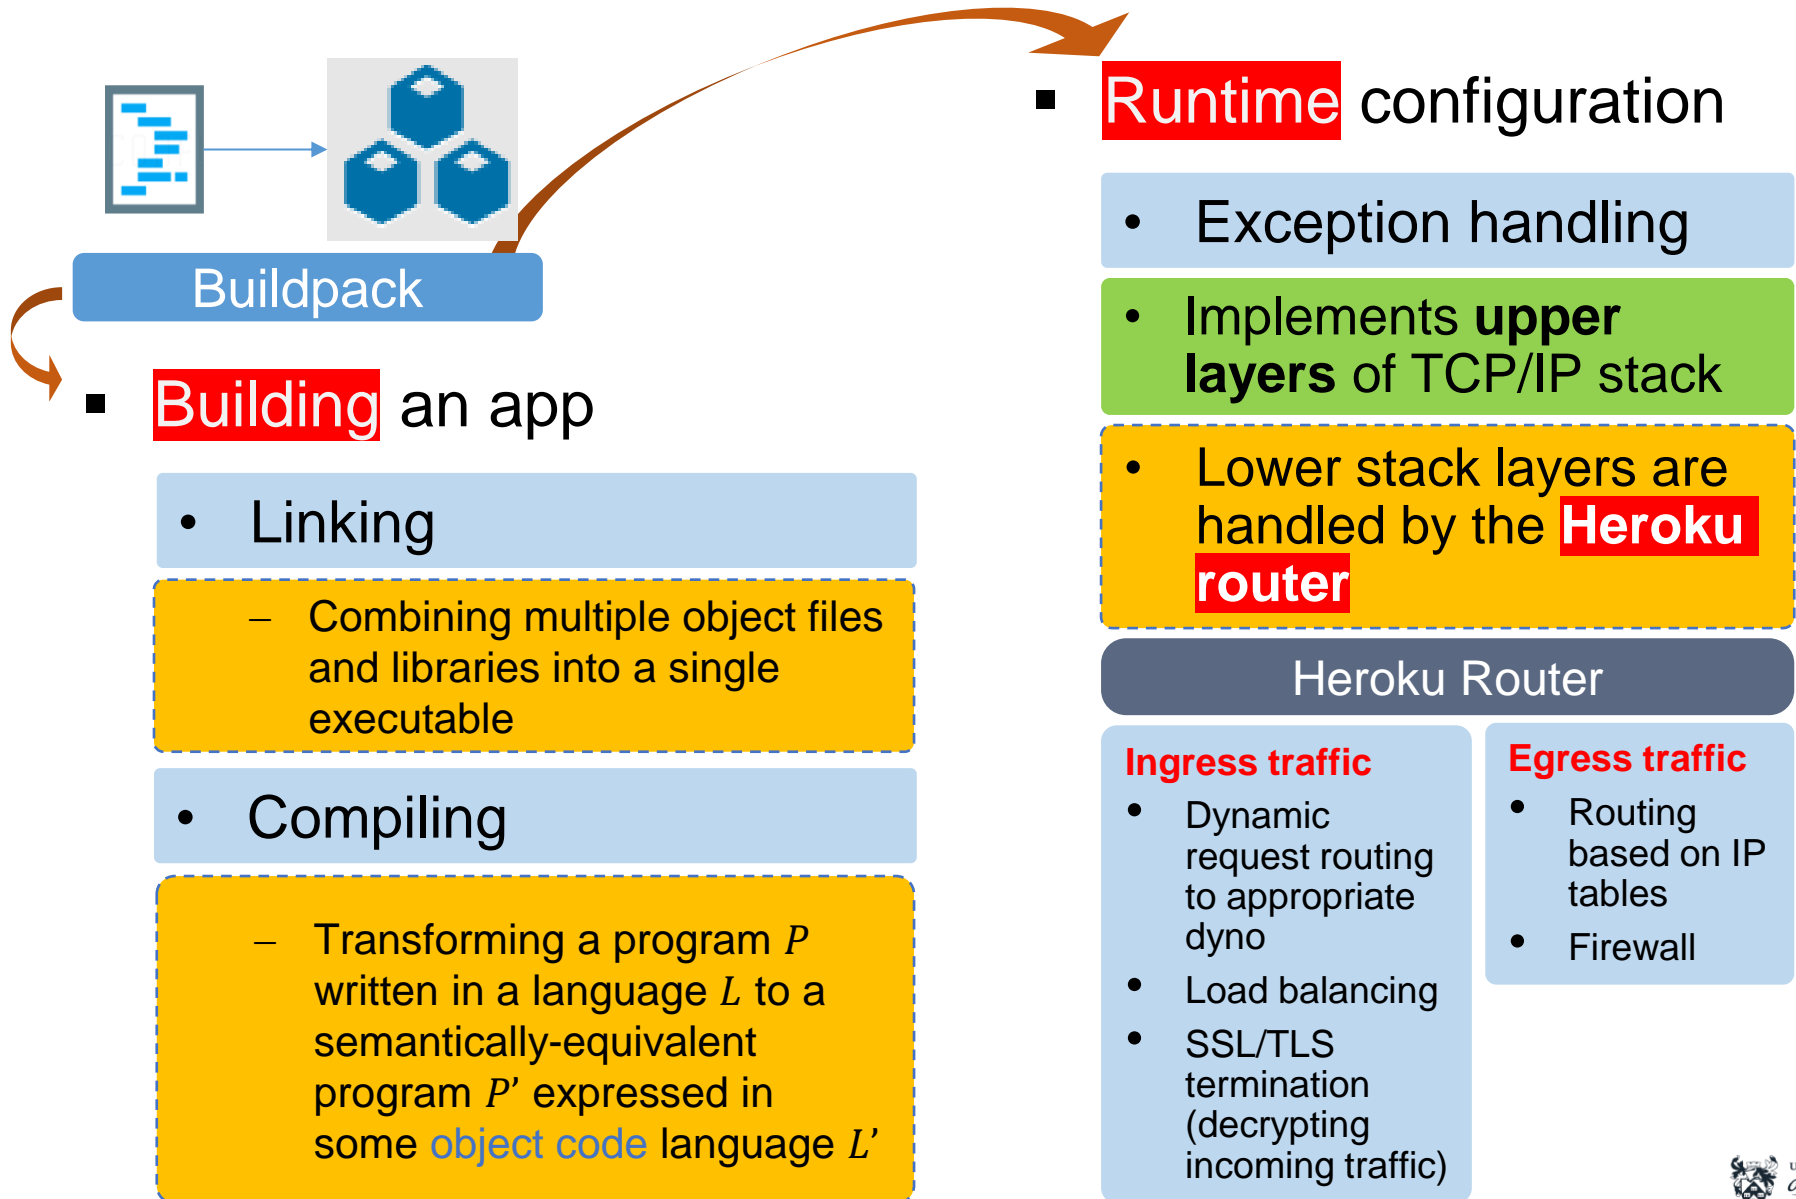 Buildpack
▪ Building an app
• Linking
– Combining multiple object files
and libraries into a single
executable
• Compiling
– Transforming a program P
written in a language L to a
semantically-equivalent
program P’ expressed in
some object code language L’
▪ Runtime configuration
• Exception handling
• Implements upper
layers of TCP/IP stack
• Lower stack layers are
handled by the Heroku
router
Heroku Router
Ingress traffic
• Dynamic
request routing
to appropriate
dyno
• Load balancing
• SSL/TLS
termination
(decrypting
incoming traffic)
Egress traffic
• Routing
based on IP
tables
• Firewall